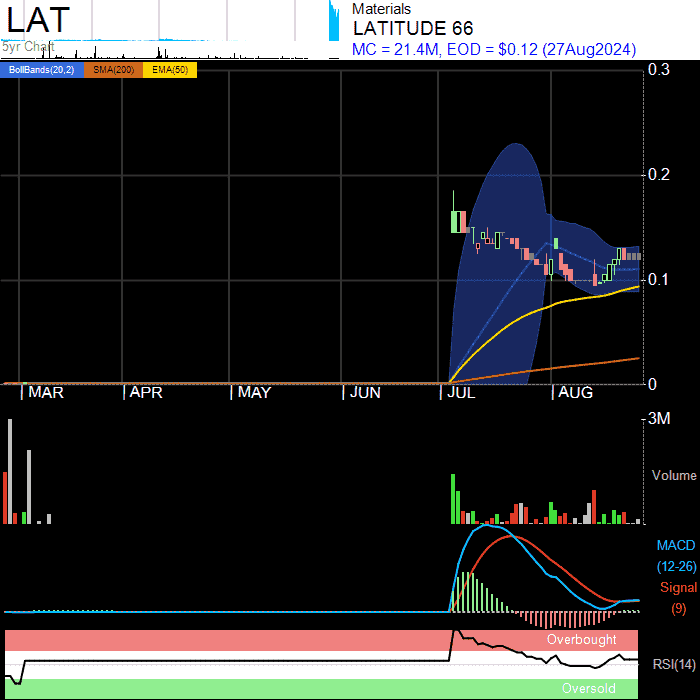 LAT
5yr Chart
Materials
LATITUDE 66
MC = 21.4M, EOD = $0.12 (27Aug2024)
BollBands(20,2) SMA(200) EMA(50)
0.3
0.2
0.1
0
MAR APR MAY JUN JUL AUG
3M
Volume
MACD
(12-26)
Signal
(9)
Overbought
RSI(14)
Oversold